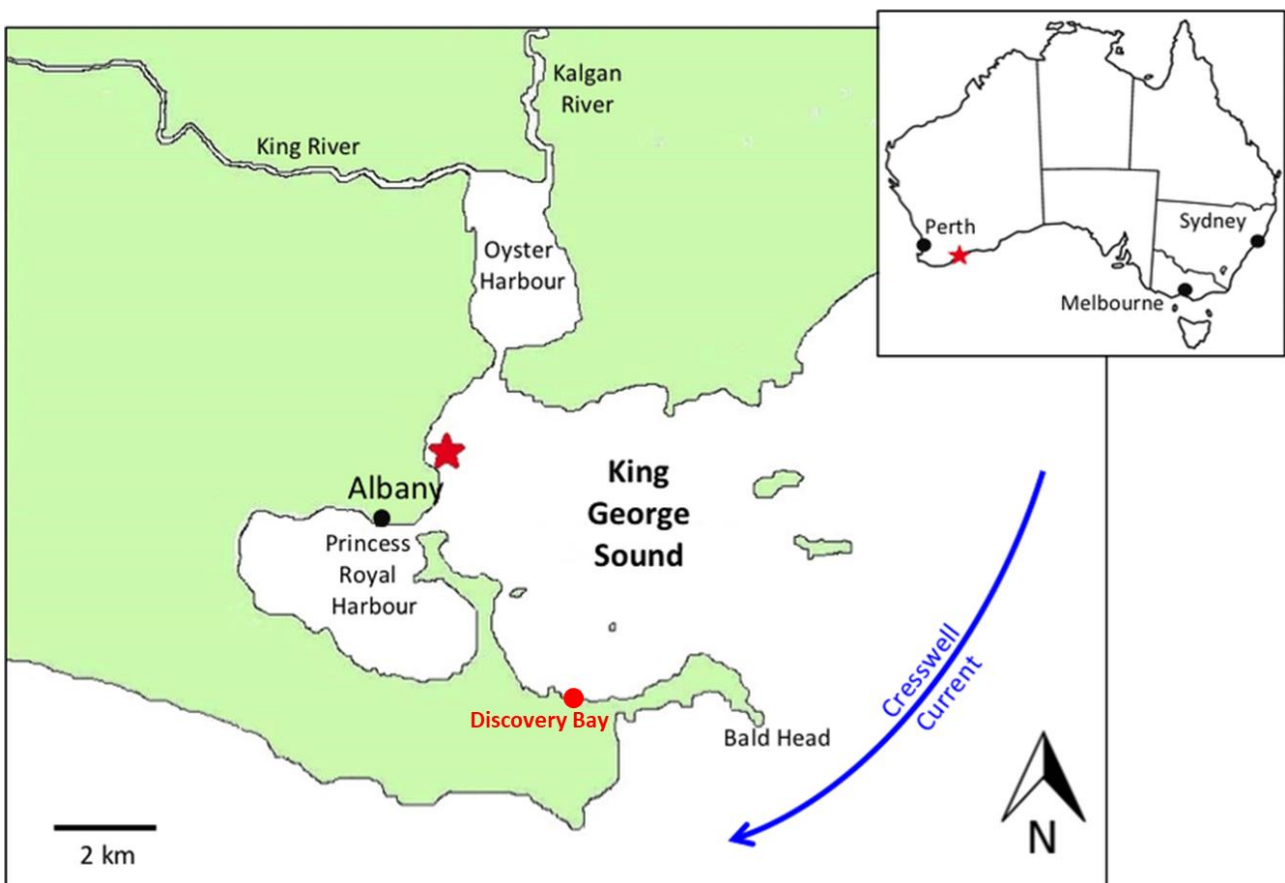 Kalgan
River
King River
Oyster
Harbour
Perth
Sydney
Melbourne
King
George
Sound
Albany
Princess
Royal
Harbour
Discovery Bay
Bald Head
Cresswell
Current
2 km
N